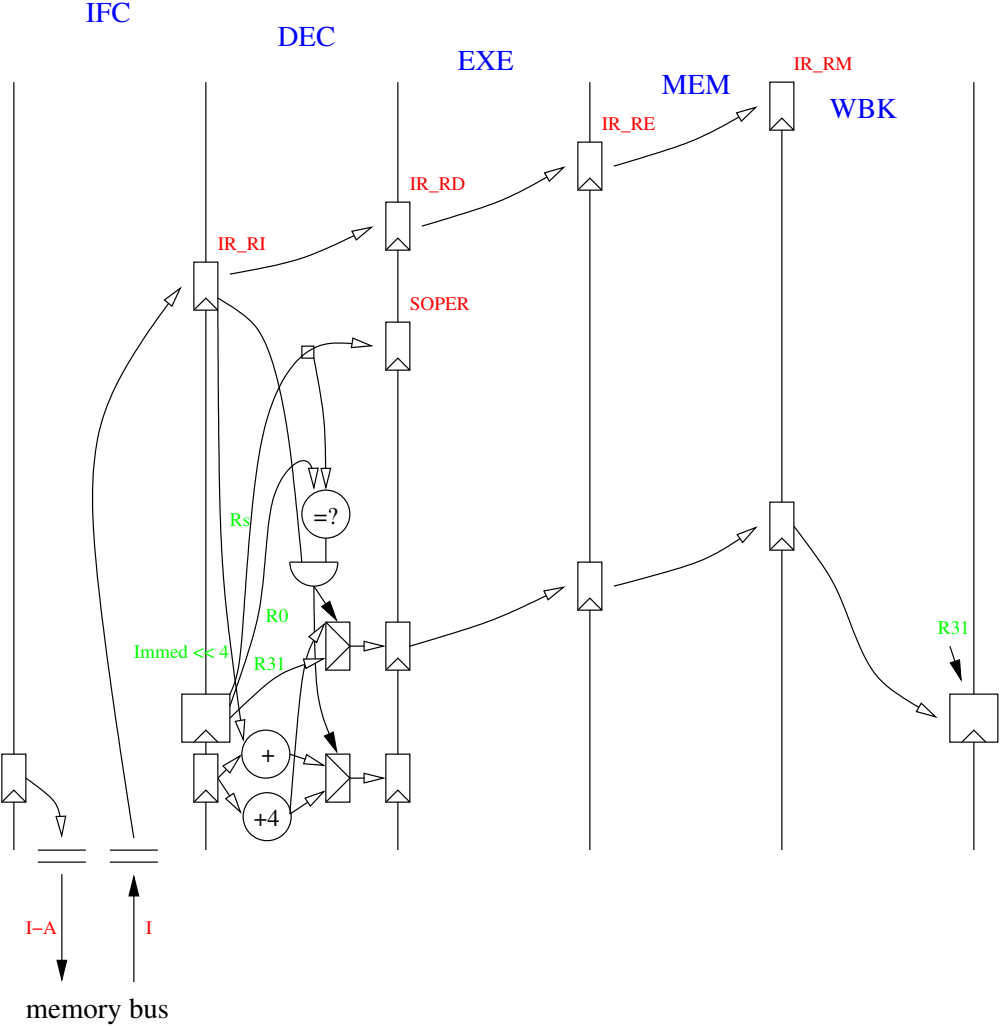 IFC
DEC
EXE
MEM
WBK
IR_RM
IR_RE
IR_RD
IR_RI
SOPER
Rs
=?
R0
Immed << 4
R31
R31
+
+4
I−A
I
memory bus